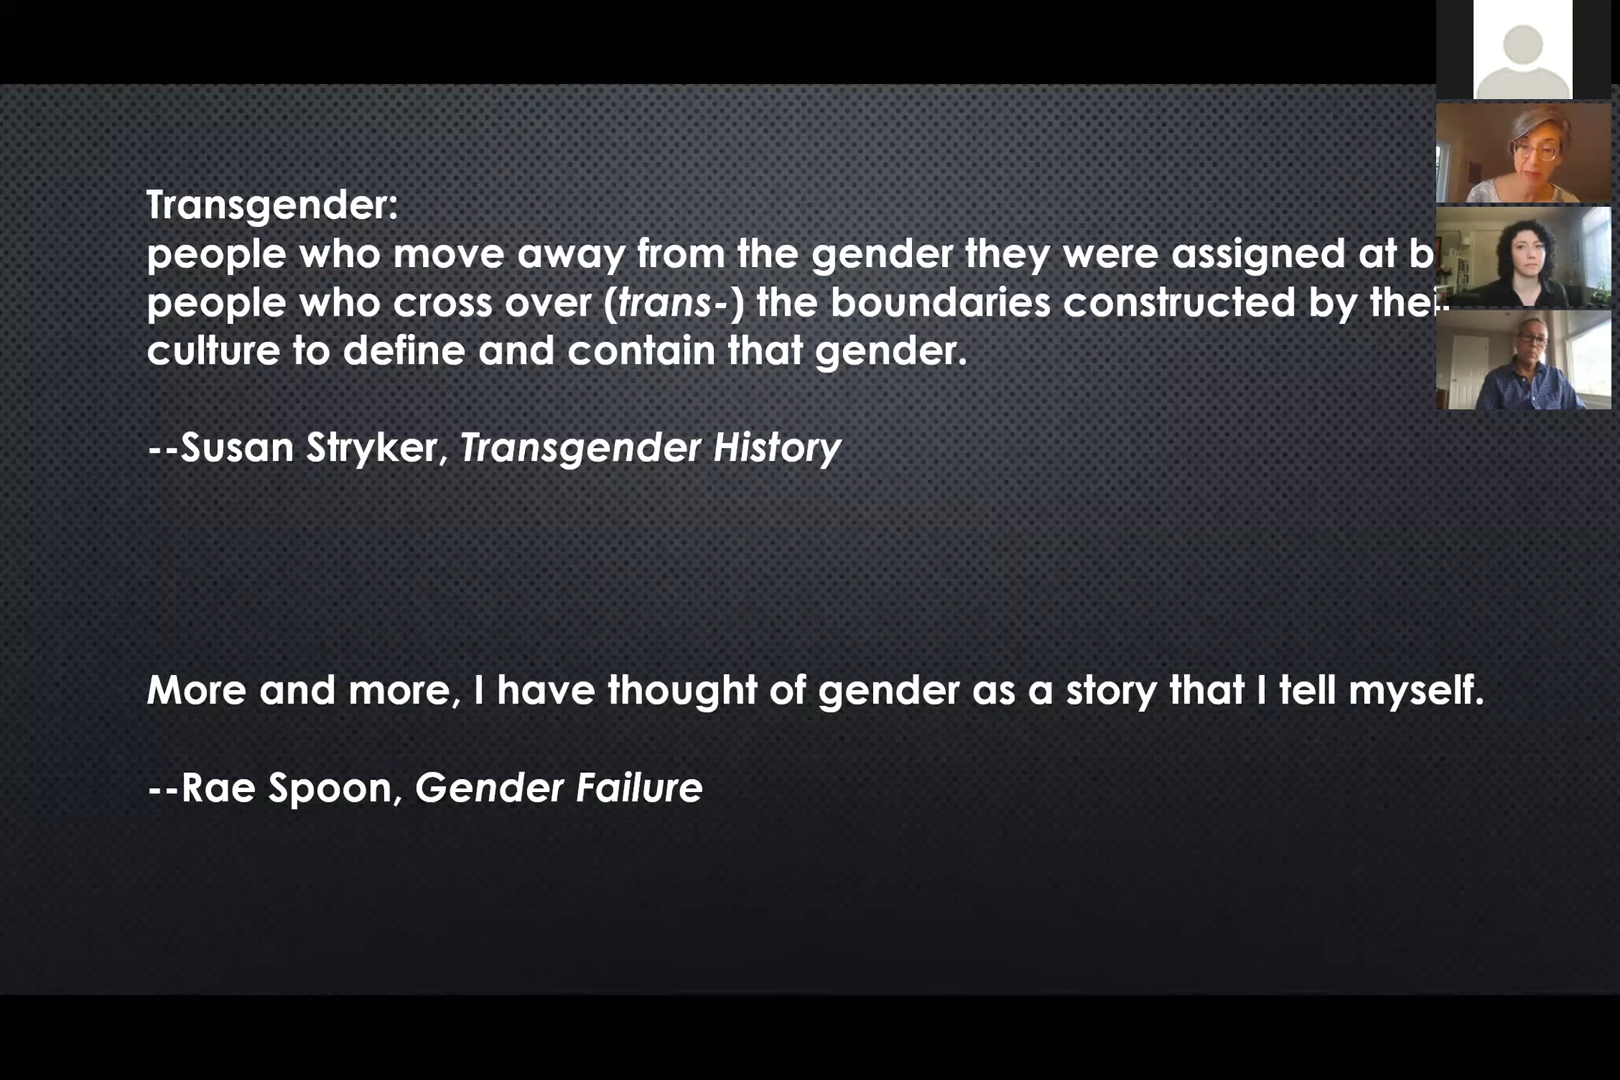 Transgender:
people who move away from the gender they were assigned at b
people who cross over (trans-) the boundaries constructed by their
culture to define and contain that gender.
--Susan Stryker, Transgender History
More and more, I have thought of gender as a story that I tell myself.
--Rae Spoon, Gender Failure